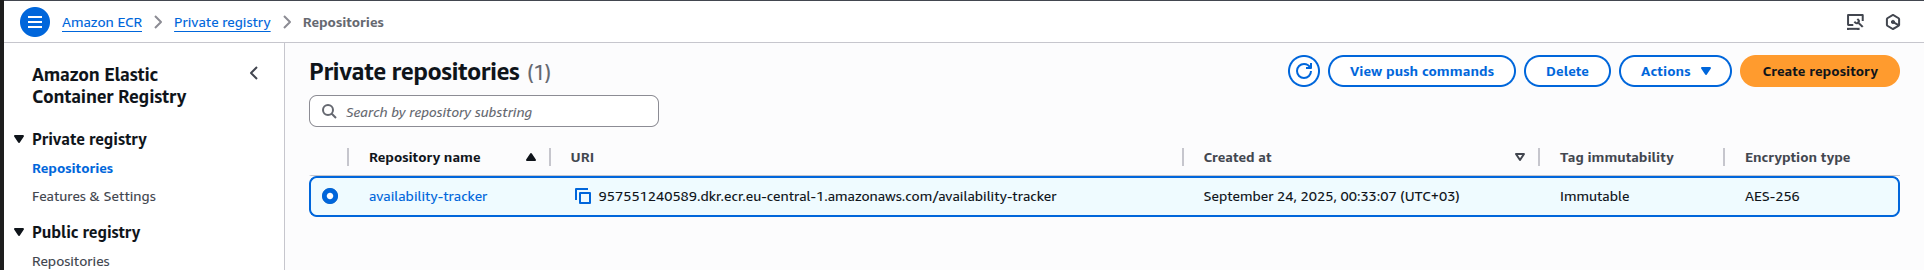 Amazon ECR > Private registry > Repositories
Amazon Elastic
Container Registry
Private registry
Repositories
Features & Settings
Public registry
Repositories
Private repositories (1)
View push commands
Delete
Actions
Create repository
Search by repository substring
Repository name URI Created at Tag immutability Encryption type
availability-tracker 957551240589.dkr.ecr.eu-central-1.amazonaws.com/availability-tracker September 24, 2025, 00:33:07 (UTC+03) Immutable AES-256